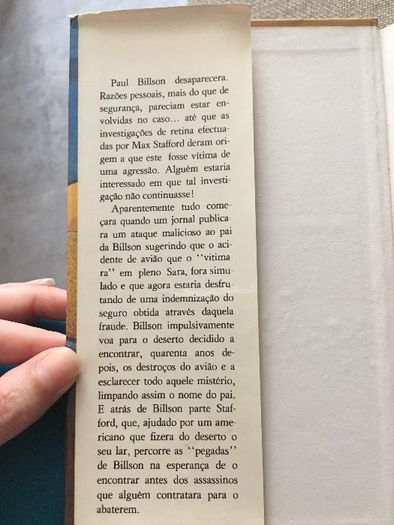 Paul Billson desaparecera.
Razões pessoais, mais do que de
segurança, pareciam estar en-
volvidas no caso... até que as
investigações de retina efectua-
das por Max Stafford deram ori-
gem a que este fosse vítima de
uma agressão. Alguém estaria
interessado em que tal investi-
gação não continuasse!
Aparentemente tudo come-
çara quando um jornal publica-
ra um ataque malicioso ao pai
da Billson sugerindo que o aci-
dente de avião que o "vitima-
ra" em pleno Sara, fora simu-
lado e que agora estaria desfru-
tando de uma indemnização do
seguro obtida através daquela
fraude. Billson impulsivamente
voa para o deserto decidido a
encontrar, quarenta anos de-
pois, os destroços do avião e a
esclarecer todo aquele mistério,
limpando assim o nome do pai.
E atrás de Billson parte Staf-
ford, que, ajudado por um ame-
ricano que fizera do deserto o
seu lar, percorre as "pegadas"
de Billson na esperança de o
encontrar antes dos assassinos
que alguém contratara para o
abaterem.